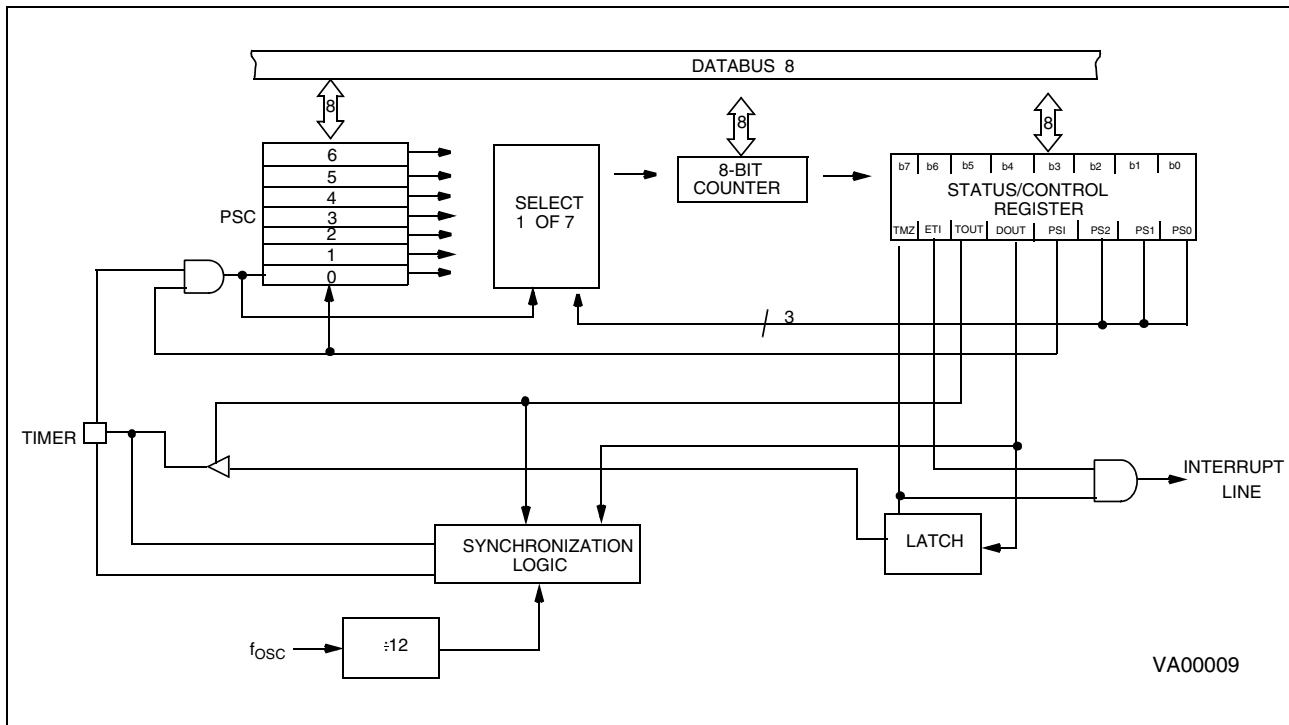 DATABUS 8
8
8
8
6
5
4
3
2
1
0
PSC
SELECT
1 OF 7
8-BIT
COUNTER
b7 b6 b5 b4 b3 b2 b1 b0
STATUS/CONTROL
REGISTER
TMZ ETI TOUT DOUT PSI PS2 PS1 PS0
3
TIMER
INTERRUPT
LINE
SYNCHRONIZATION
LOGIC
LATCH
fOSC
÷12
VA00009